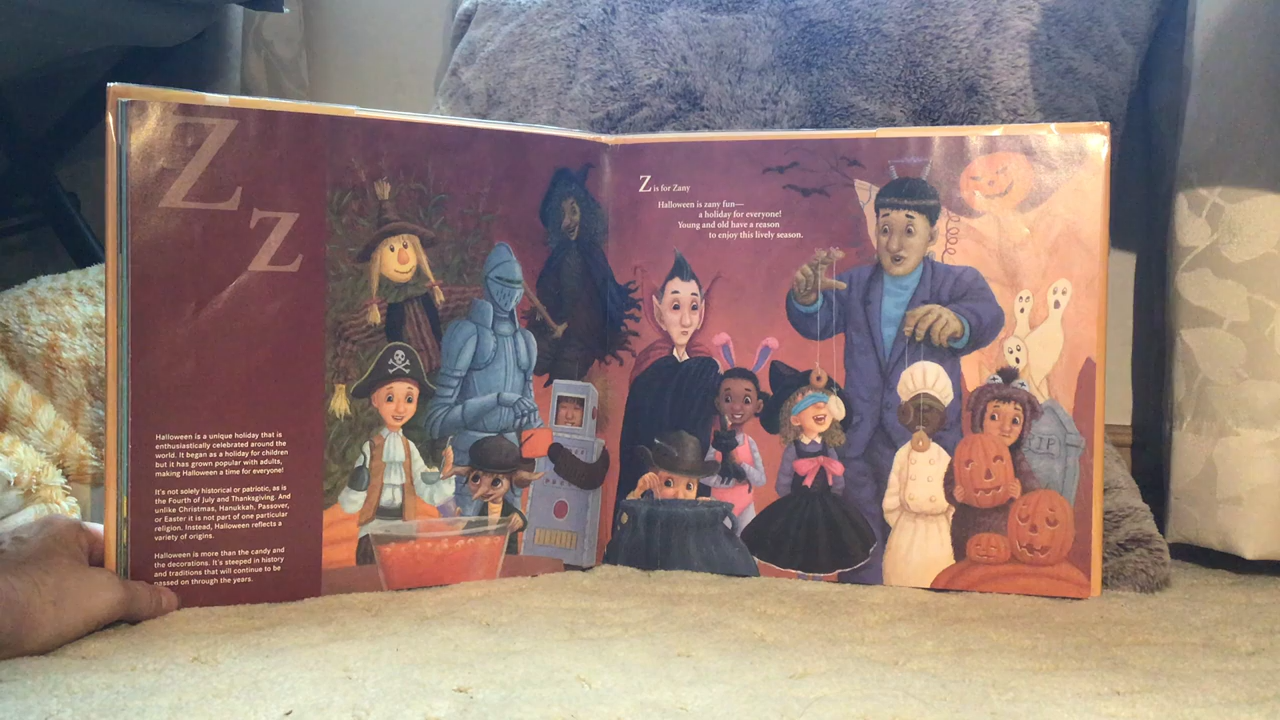 Z
Z
Halloween is a unique holiday that is
enthusiastically celebrated around the
world. It began as a holiday for children
but it has grown popular with adults,
making Halloween a time for everyone!
It's not solely historical or patriotic, as is
the Fourth of July and Thanksgiving. And
unlike Christmas, Hanukkah, Passover,
or Easter it is not part of one particular
religion. Instead, Halloween reflects a
variety of origins.
Halloween is more than the candy and
the decorations. It's steeped in history
and traditions that will continue to be
passed on through the years.
Z is for Zany
Halloween is zany fun—
a holiday for everyone!
Young and old have a reason
to enjoy this lively season.
RIP